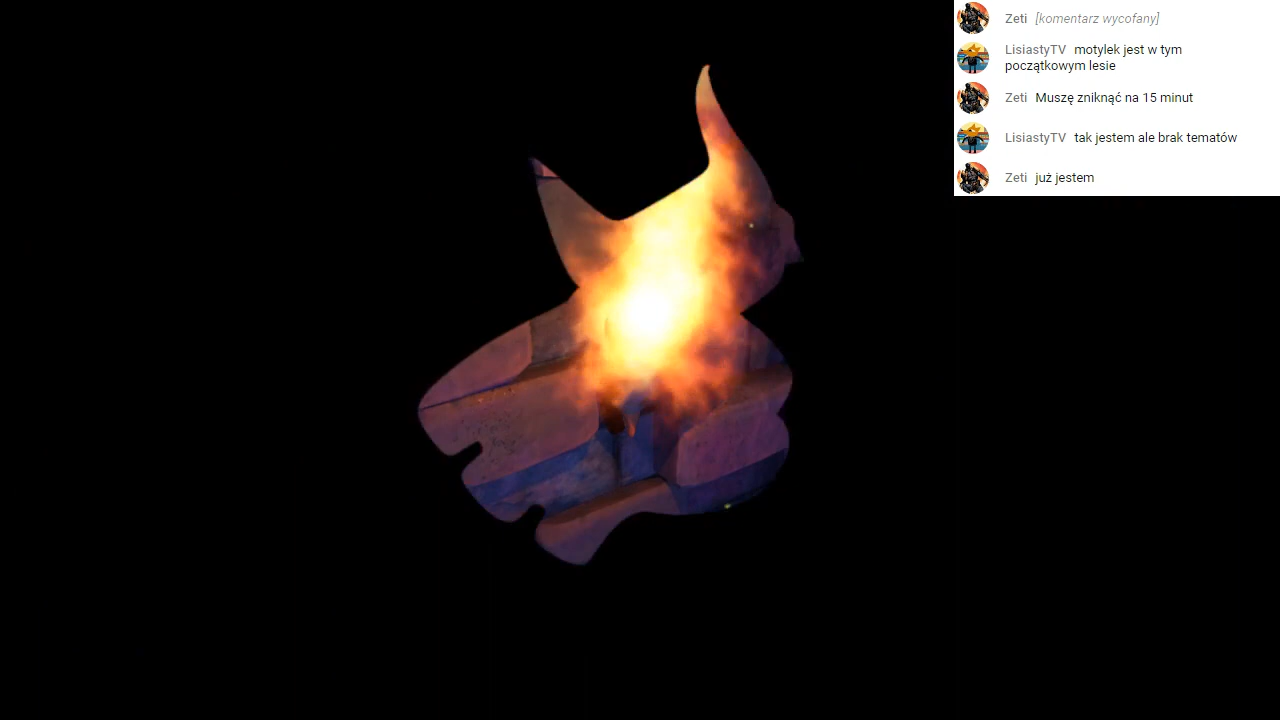 Zeti [komentarz wycofany]
LisiastyTV motylek jest w tym
początkowym lesie
Zeti Muszę zniknąć na 15 minut
LisiastyTV tak jestem ale brak tematów
Zeti już jestem